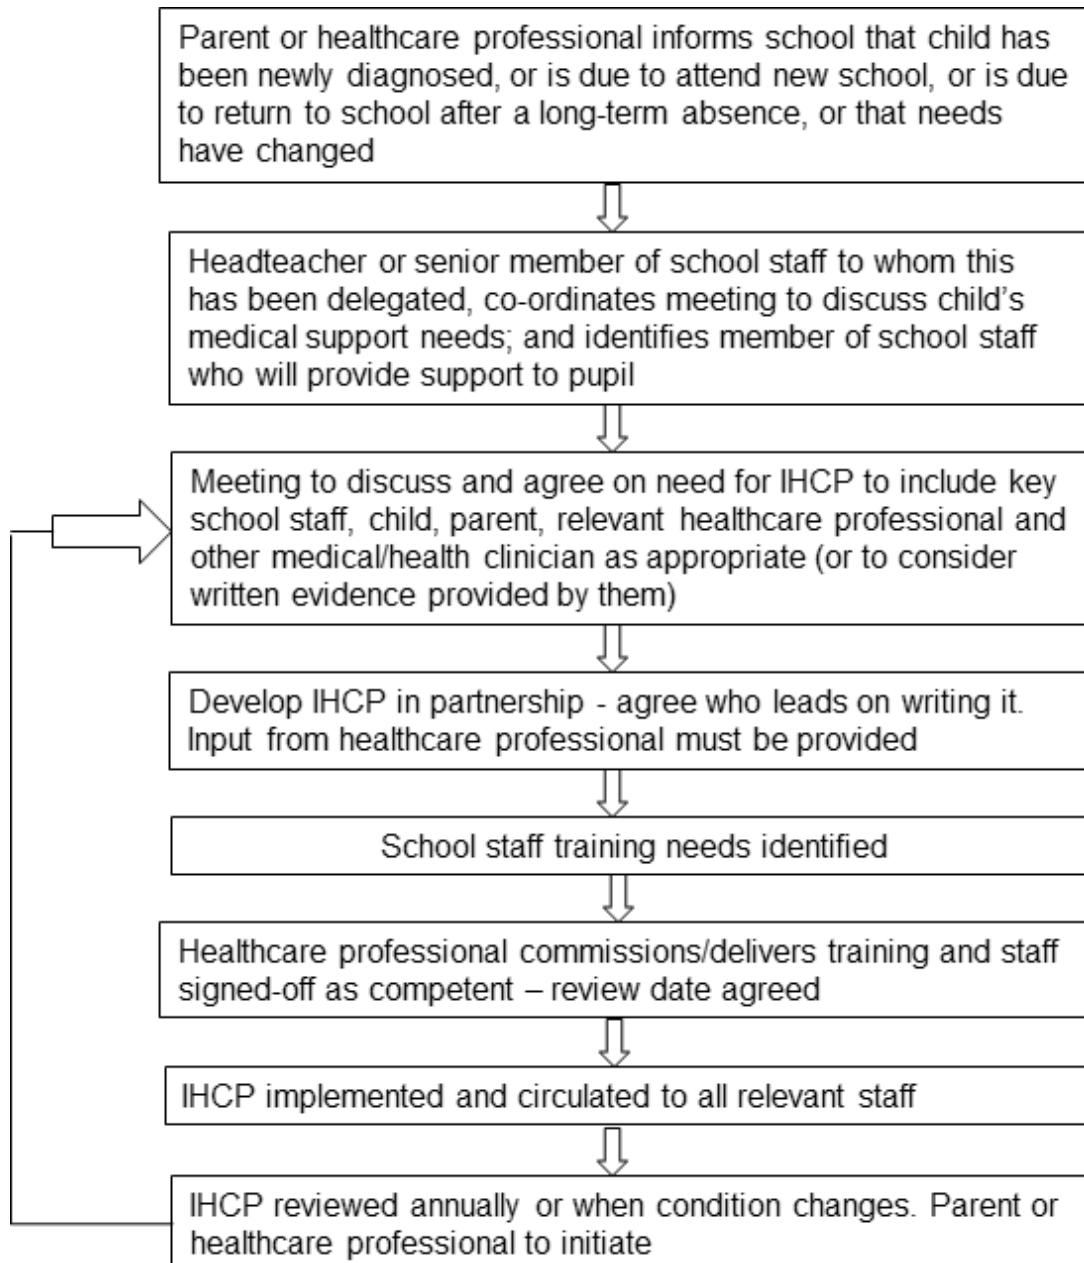 Parent or healthcare professional informs school that child has
been newly diagnosed, or is due to attend new school, or is due
to return to school after a long-term absence, or that needs
have changed
Headteacher or senior member of school staff to whom this
has been delegated, co-ordinates meeting to discuss child's
medical support needs; and identifies member of school staff
who will provide support to pupil
Meeting to discuss and agree on need for IHCP to include key
school staff, child, parent, relevant healthcare professional and
other medical/health clinician as appropriate (or to consider
written evidence provided by them)
Develop IHCP in partnership - agree who leads on writing it.
Input from healthcare professional must be provided
School staff training needs identified
Healthcare professional commissions/delivers training and staff
signed-off as competent – review date agreed
IHCP implemented and circulated to all relevant staff
IHCP reviewed annually or when condition changes. Parent or
healthcare professional to initiate